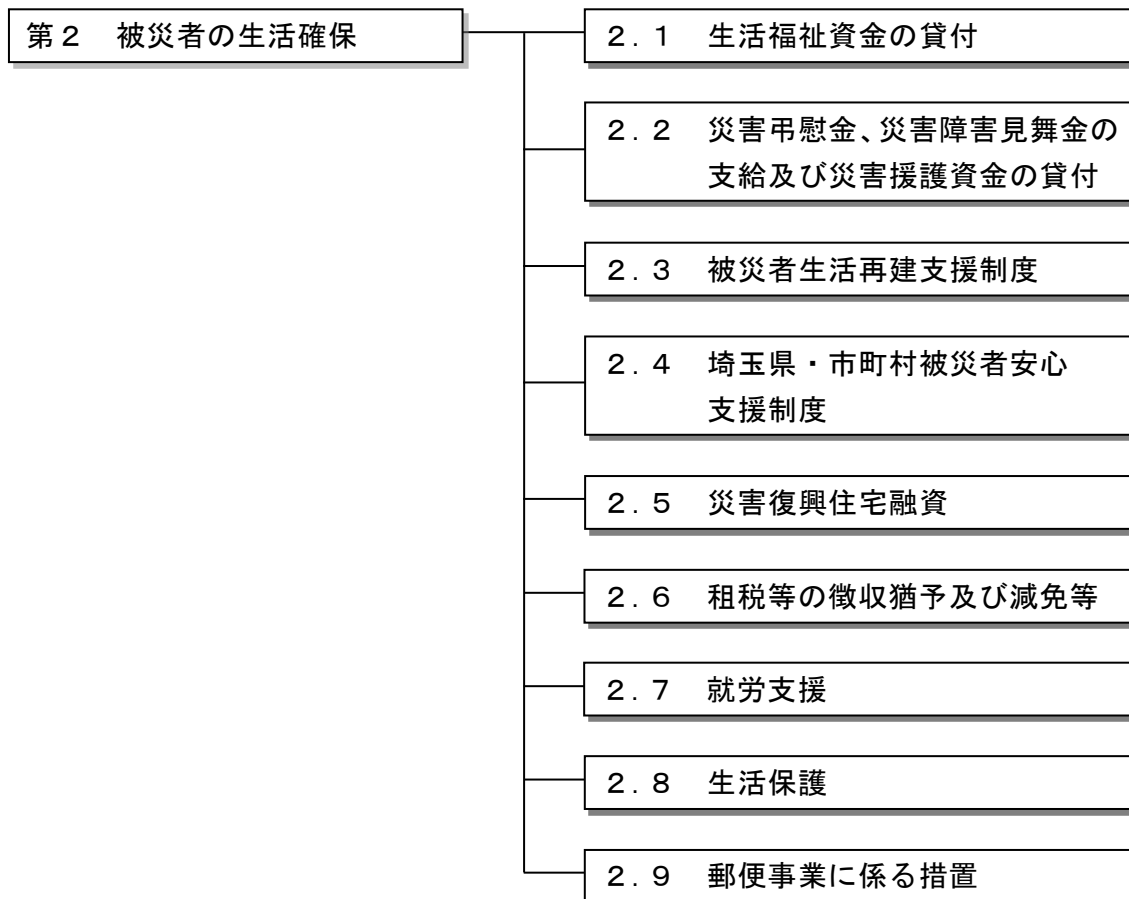 第２　被災者の生活確保
２.１　生活福祉資金の貸付
２.２　災害弔慰金、災害障害見舞金の
支給及び災害援護資金の貸付
２.３　被災者生活再建支援制度
２.４　埼玉県・市町村被災者安心
支援制度
２.５　災害復興住宅融資
２.６　租税等の徴収猶予及び減免等
２.７　就労支援
２.８　生活保護
２.９　郵便事業に係る措置